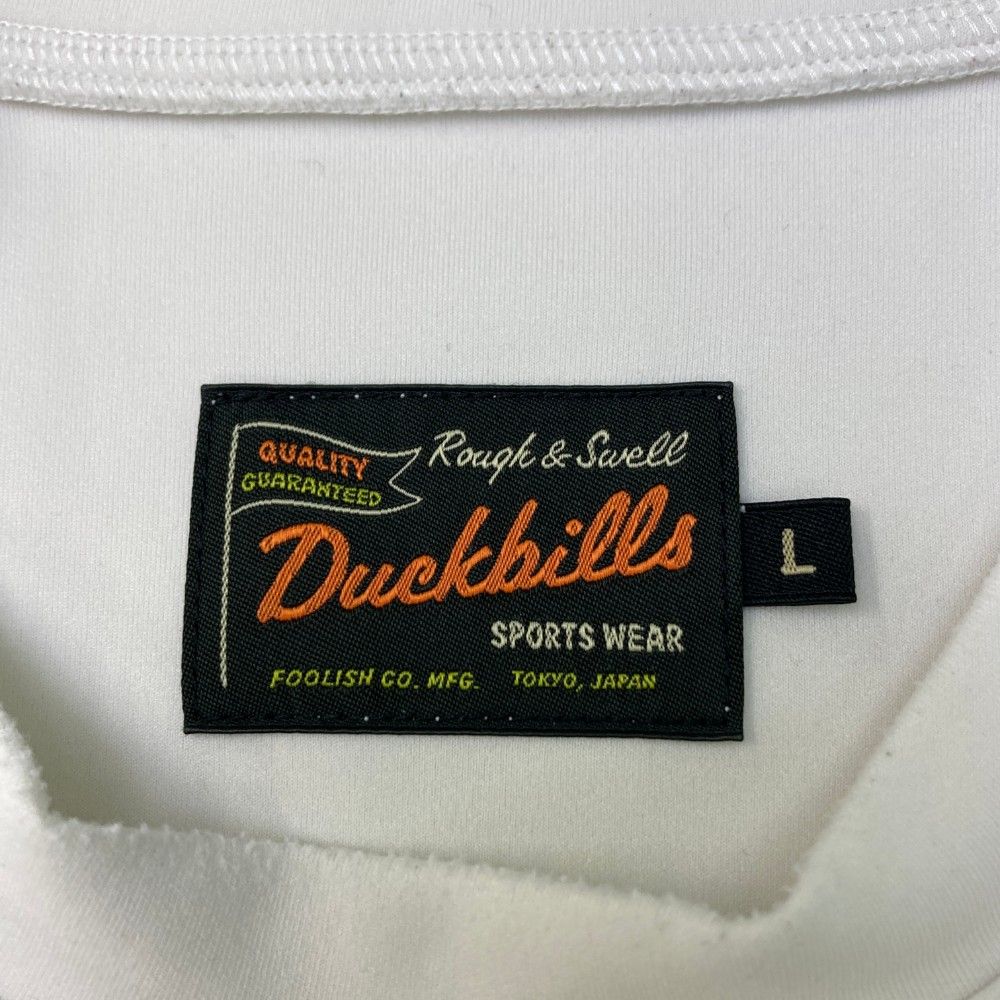 QUALITY
GUARANTEED
Rough & Swell
Duckbills
SPORTS WEAR
L
FOOLISH CO. MFG. TOKYO, JAPAN